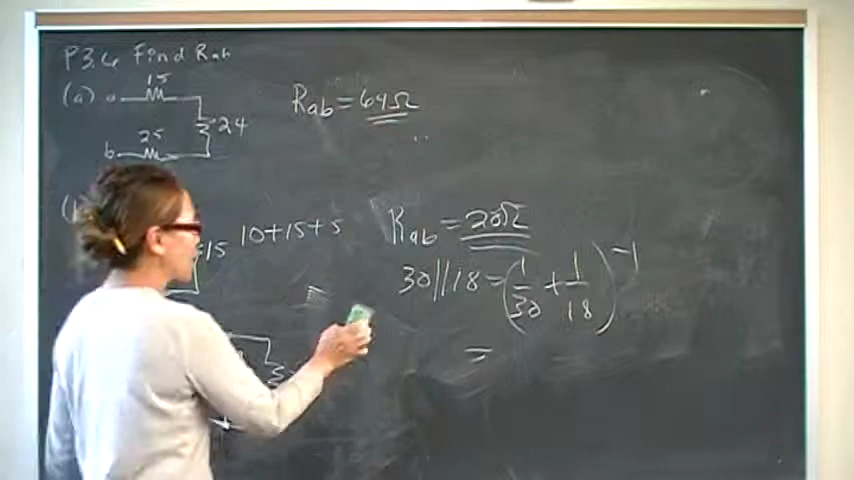 P3.6 Find Rab
15
(a) a
Rab = 64Ω
24
25
b
(
15 10+15+5
Rab = 20Ω
30||18 = (1/30 + 1/18)^-1
=